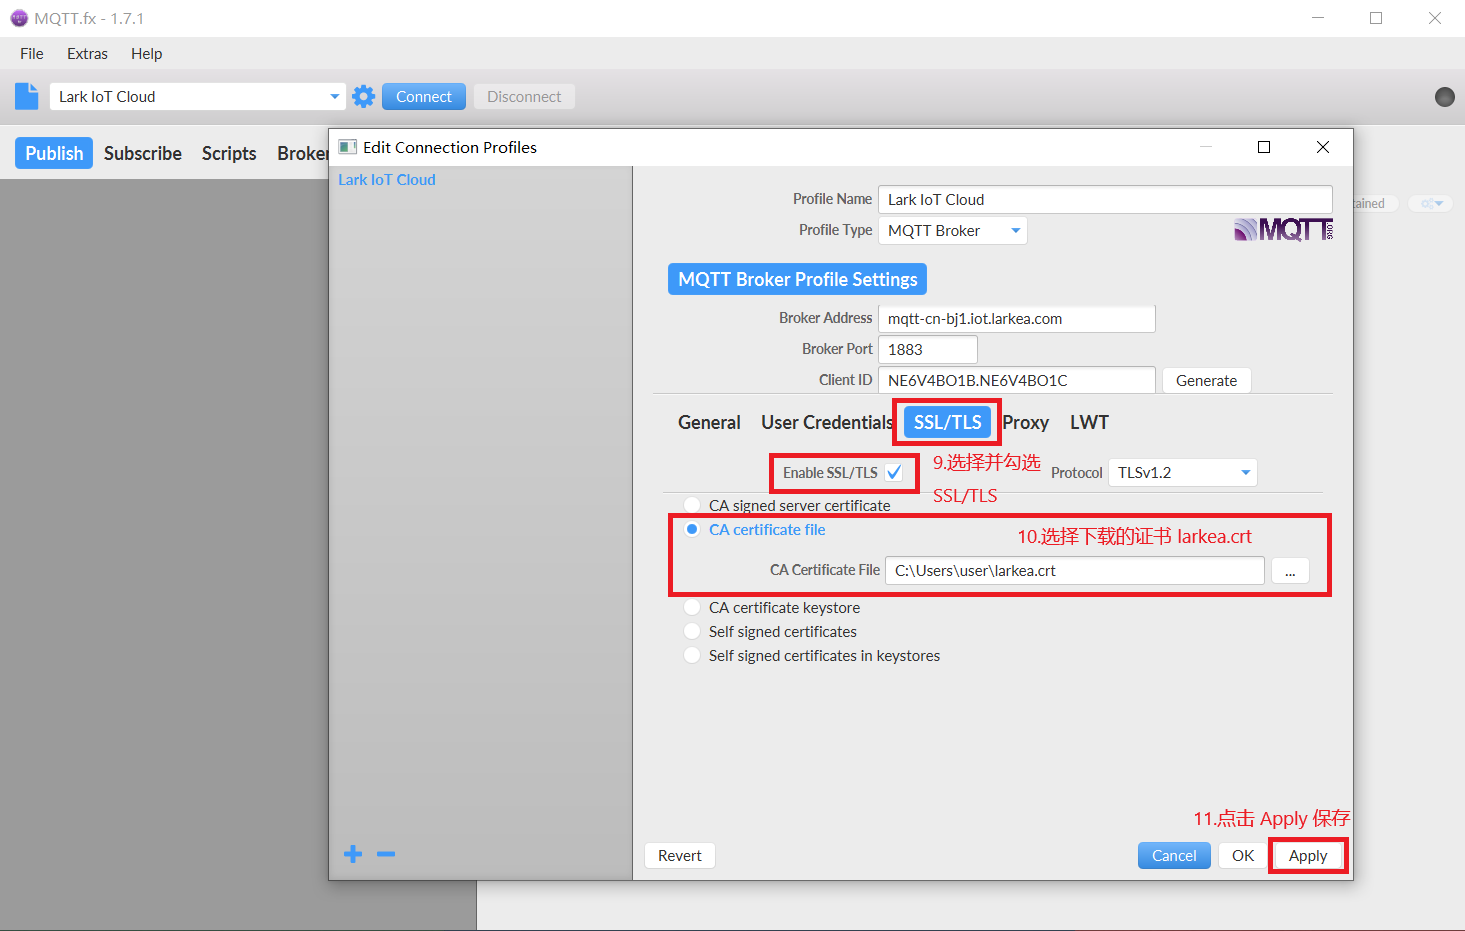 MQTT.fx - 1.7.1
File Extras Help
Lark IoT Cloud Connect Disconnect
Publish Subscribe Scripts Broker
Edit Connection Profiles
Lark IoT Cloud
Profile Name Lark IoT Cloud
Profile Type MQTT Broker
MQTT.ORG
tained
MQTT Broker Profile Settings
Broker Address mqtt-cn-bj1.iot.larkea.com
Broker Port 1883
Client ID NE6V4BO1B.NE6V4BO1C Generate
General User Credentials SSL/TLS Proxy LWT
Enable SSL/TLS 9.选择并勾选 Protocol TLSv1.2
SSL/TLS
CA signed server certificate
CA certificate file 10.选择下载的证书 larkea.crt
CA Certificate File C:\Users\user\larkea.crt ...
CA certificate keystore
Self signed certificates
Self signed certificates in keystores
11.点击 Apply 保存
Revert Cancel OK Apply